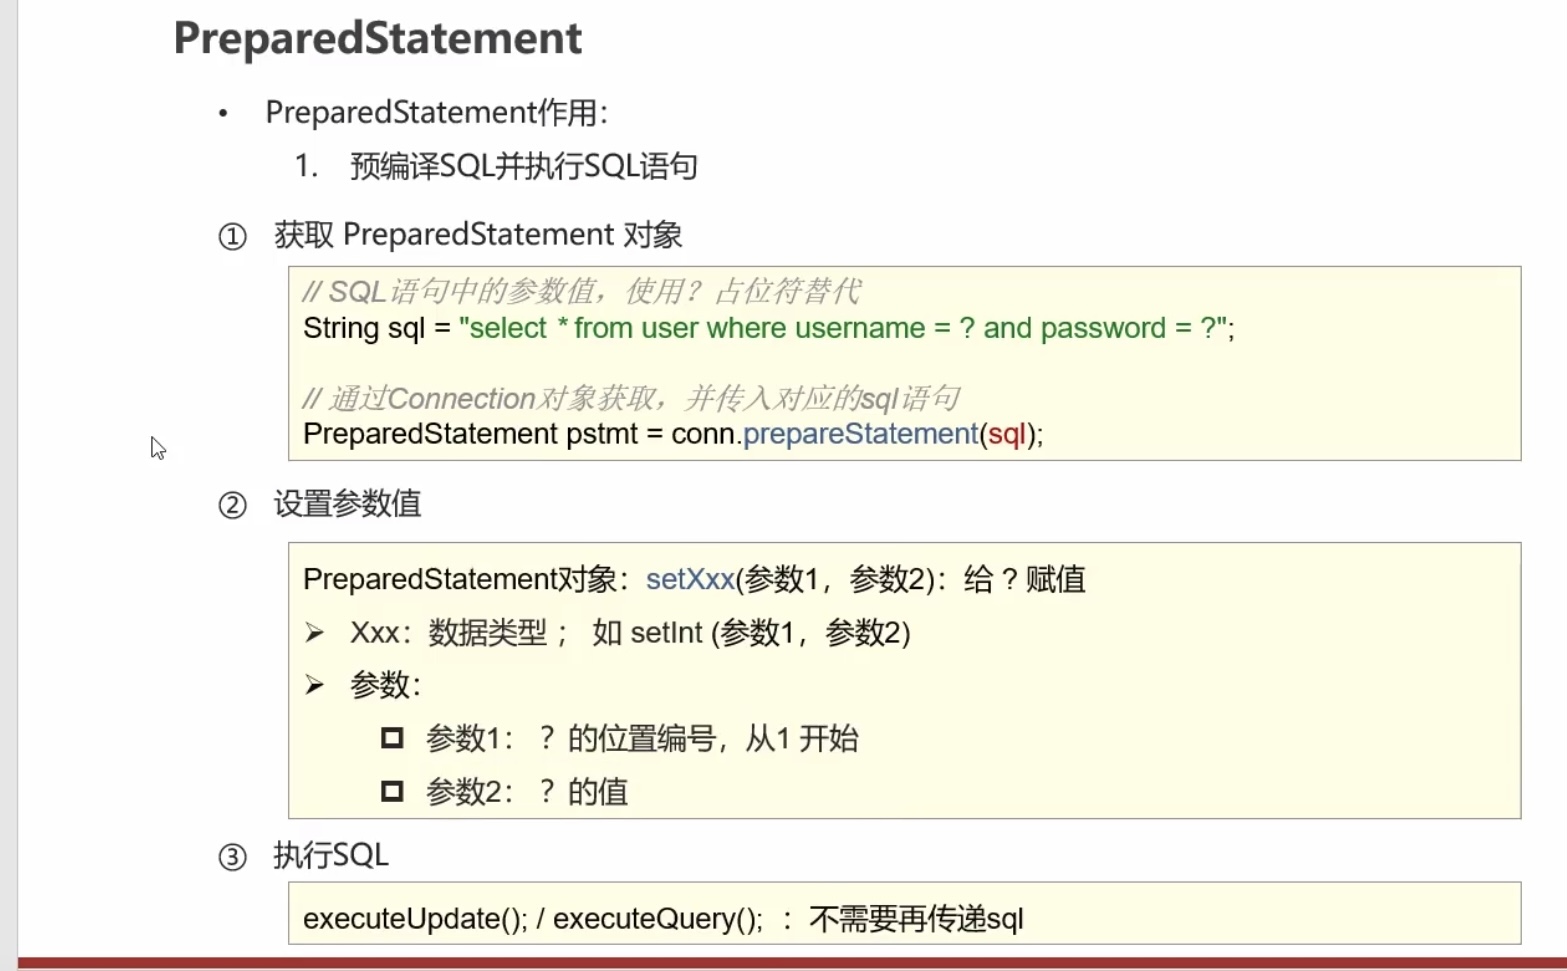 PreparedStatement
• PreparedStatement作用：
1. 预编译SQL并执行SQL语句
① 获取 PreparedStatement 对象
// SQL语句中的参数值，使用？占位符替代
String sql = "select * from user where username = ? and password = ?";
// 通过Connection对象获取，并传入对应的sql语句
PreparedStatement pstmt = conn.prepareStatement(sql);
② 设置参数值
PreparedStatement对象：setXxx(参数1，参数2)：给 ? 赋值
➢ Xxx：数据类型 ； 如 setInt (参数1，参数2)
➢ 参数：
参数1： ？的位置编号，从1 开始
参数2： ？的值
③ 执行SQL
executeUpdate(); / executeQuery(); ：不需要再传递sql